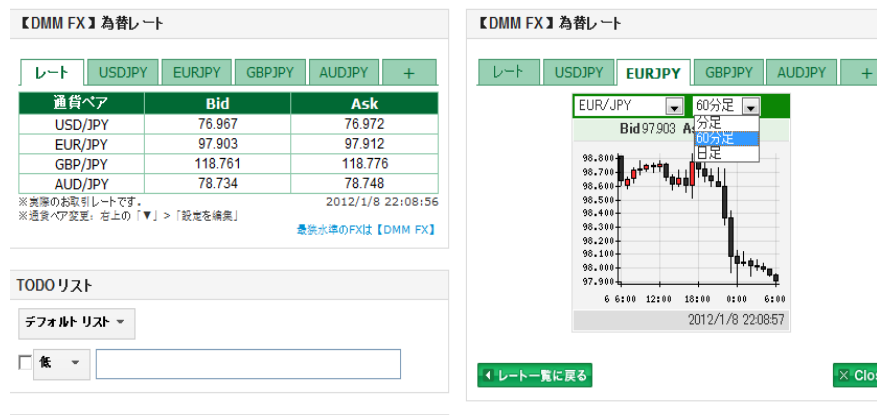 【DMM FX】為替レート
レート USDJPY EURJPY GBPJPY AUDJPY +
通貨ペア Bid Ask
USD/JPY 76.967 76.972
EUR/JPY 97.903 97.912
GBP/JPY 118.761 118.776
AUD/JPY 78.734 78.748
※実際のお取引レートです。 2012/1/8 22:08:56
※通貨ペア変更: 右上の「▼」>「設定を編集」
最狭水準のFXは【DMM FX】
TODOリスト
デフォルト リスト
低
【DMM FX】為替レート
レート USDJPY EURJPY GBPJPY AUDJPY +
EUR/JPY 60分足
分足
60分足
日足
Bid 97.903
98.800
98.700
98.600
98.500
98.400
98.300
98.200
98.100
98.000
97.900
6 6:00 12:00 18:00 0:00 6:00
2012/1/8 22:08:57
レート一覧に戻る